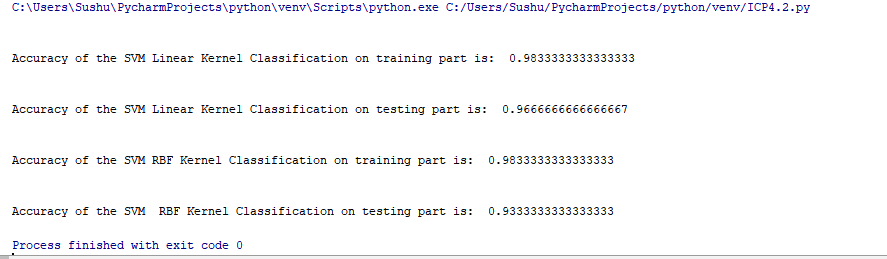 C:\Users\Sushu\PycharmProjects\python\venv\Scripts\python.exe C:/Users/Sushu/PycharmProjects/python/venv/ICP4.2.py
Accuracy of the SVM Linear Kernel Classification on training part is:  0.9833333333333333
Accuracy of the SVM Linear Kernel Classification on testing part is:  0.9666666666666667
Accuracy of the SVM RBF Kernel Classification on training part is:  0.9833333333333333
Accuracy of the SVM  RBF Kernel Classification on testing part is:  0.9333333333333333
Process finished with exit code 0